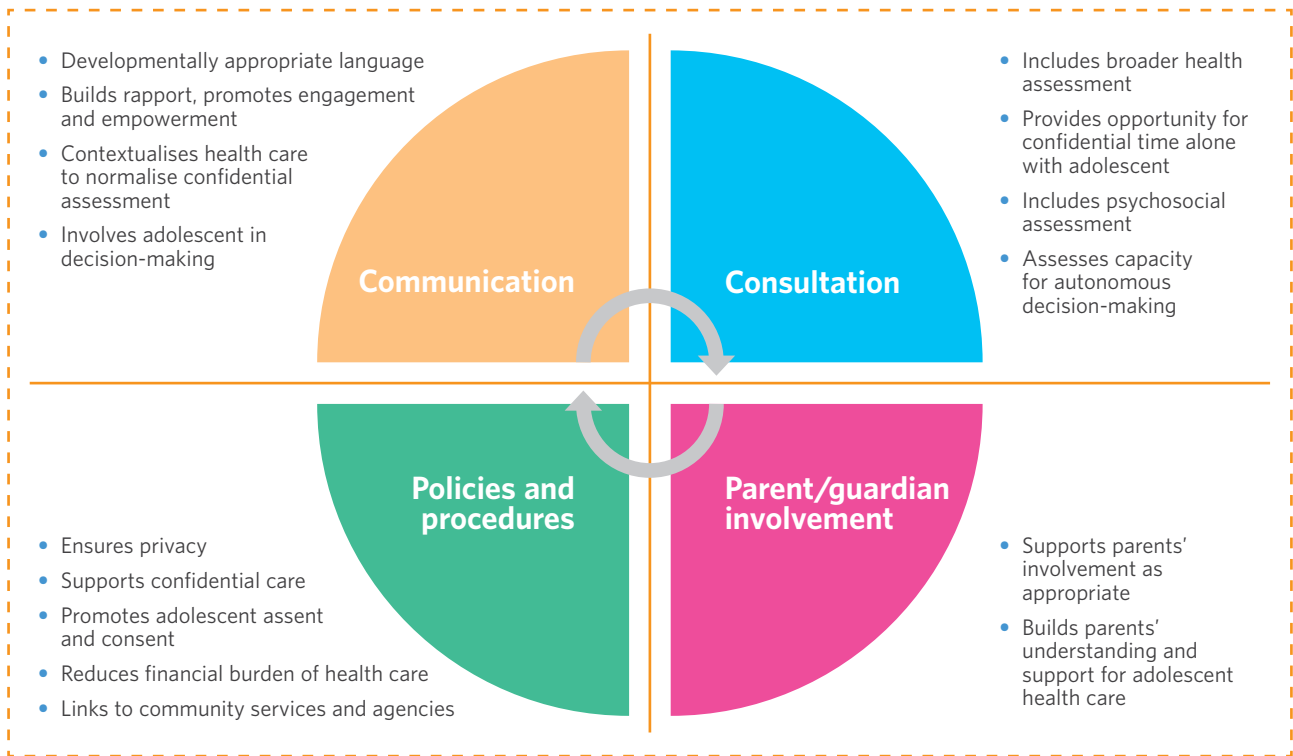 • Developmentally appropriate language
• Builds rapport, promotes engagement
and empowerment
• Contextualises health care
to normalise confidential
assessment
• Involves adolescent in
decision-making
Communication
Consultation
• Includes broader health
assessment
• Provides opportunity for
confidential time alone
with adolescent
• Includes psychosocial
assessment
• Assesses capacity
for autonomous
decision-making
Policies and
procedures
• Ensures privacy
• Supports confidential care
• Promotes adolescent assent
and consent
• Reduces financial burden of health care
• Links to community services and agencies
Parent/guardian
involvement
• Supports parents’
involvement as
appropriate
• Builds parents’
understanding and
support for adolescent
health care